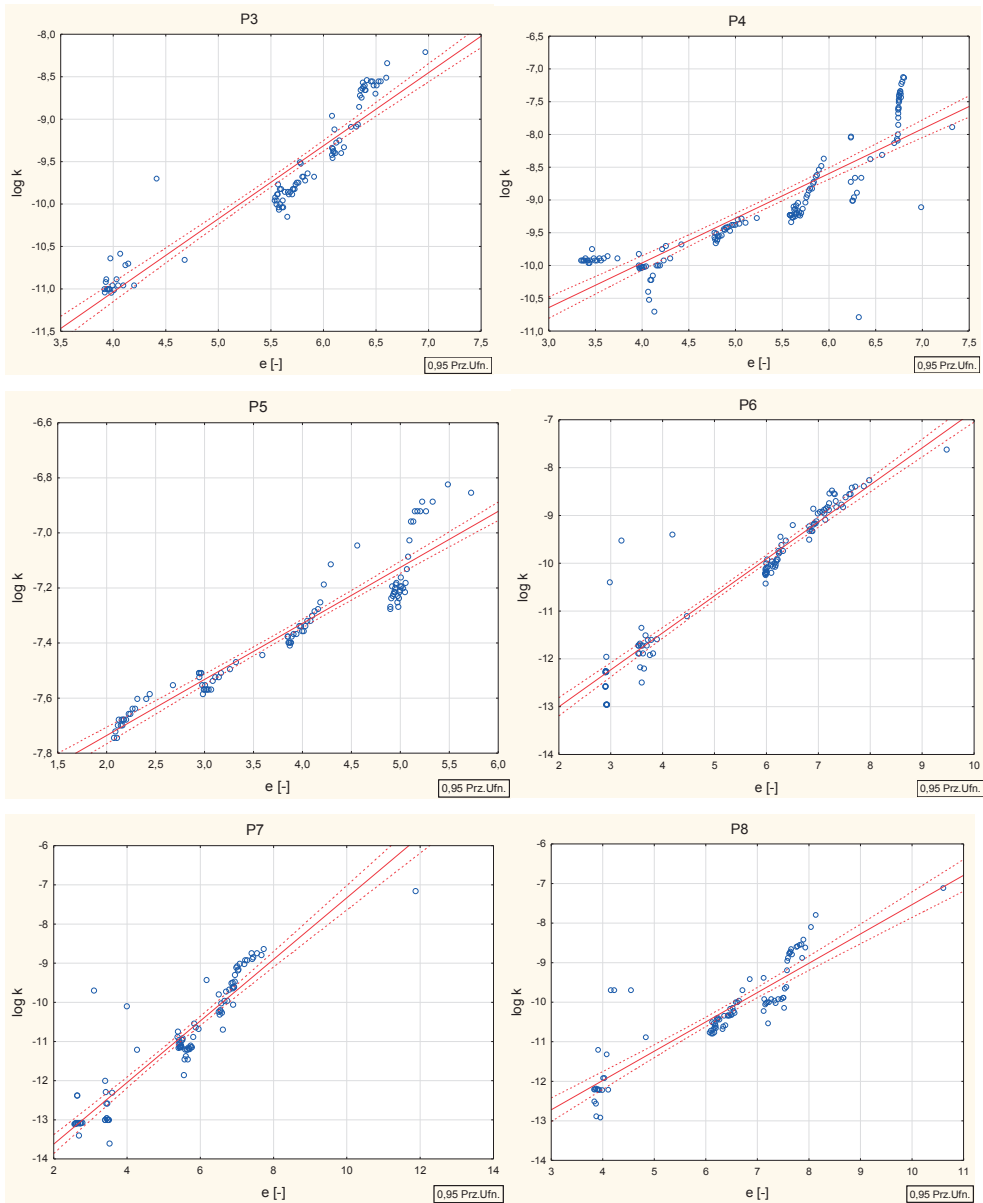 P3
-8,0
-8,5
-9,0
-9,5
-10,0
-10,5
-11,0
-11,5
log k
3,5 4,0 4,5 5,0 5,5 6,0 6,5 7,0 7,5
e [-]
0,95 Prz.Ufn.
P4
-6,5
-7,0
-7,5
-8,0
-8,5
-9,0
-9,5
-10,0
-10,5
-11,0
log k
3,0 3,5 4,0 4,5 5,0 5,5 6,0 6,5 7,0 7,5
e [-]
0,95 Prz.Ufn.
P5
-6,6
-6,8
-7,0
-7,2
-7,4
-7,6
-7,8
log k
1,5 2,0 2,5 3,0 3,5 4,0 4,5 5,0 5,5 6,0
e [-]
0,95 Prz.Ufn.
P6
-7
-8
-9
-10
-11
-12
-13
-14
log k
2 3 4 5 6 7 8 9 10
e [-]
0,95 Prz.Ufn.
P7
-6
-7
-8
-9
-10
-11
-12
-13
-14
log k
2 4 6 8 10 12 14
e [-]
0,95 Prz.Ufn.
P8
-6
-7
-8
-9
-10
-11
-12
-13
-14
log k
3 4 5 6 7 8 9 10 11
e [-]
0,95 Prz.Ufn.